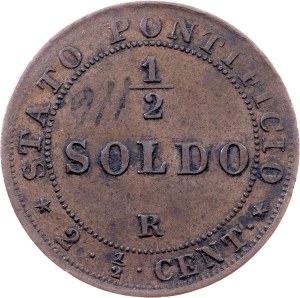 STATO PONTIFICIO
1/2
SOLDO
R
* 2 · 1/2 · CENT. *